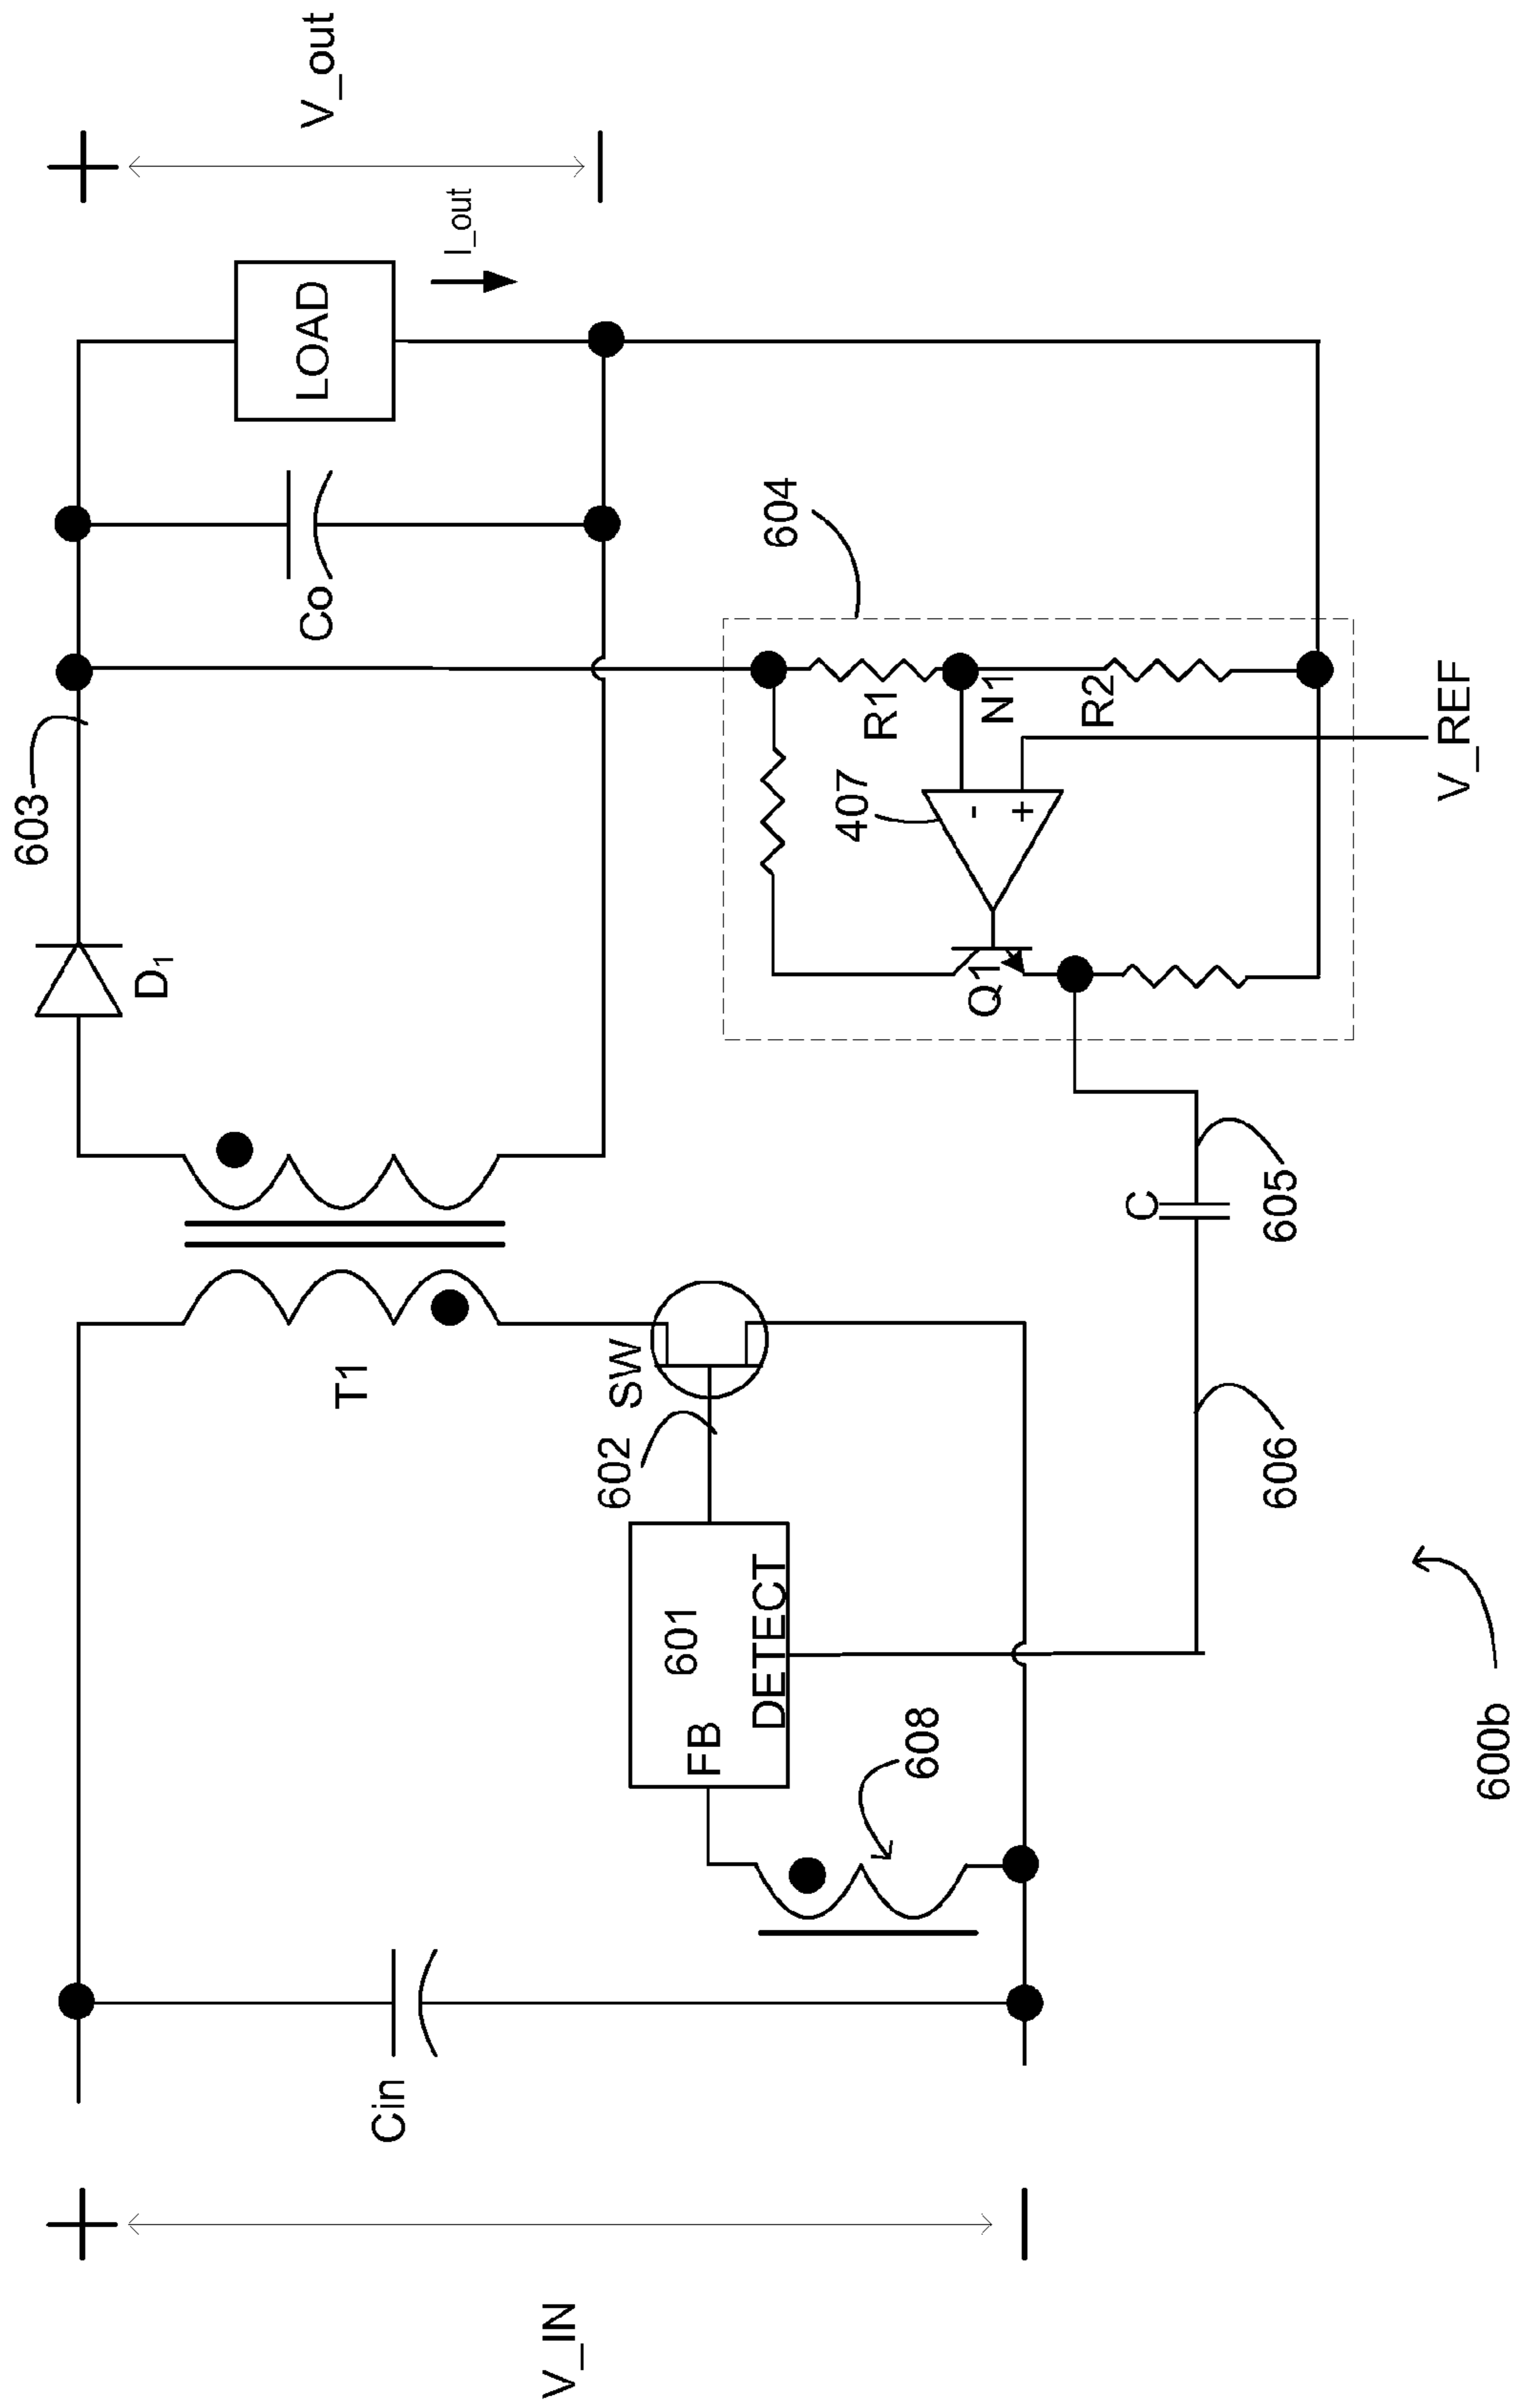 V_IN
+
−
Cin
T1
D1
603
Co
LOAD
I_out
+
−
V_out
602
SW
601
FB
DETECT
608
606
C
605
604
R1
N1
R2
407
-
+
Q1
V_REF
600b